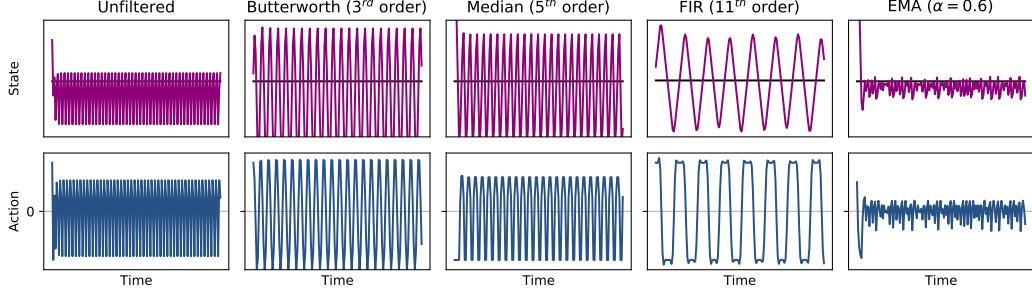 Unfiltered
Butterworth (3rd order)
Median (5th order)
FIR (11th order)
EMA (α = 0.6)
State
Action
0
Time
Time
Time
Time
Time